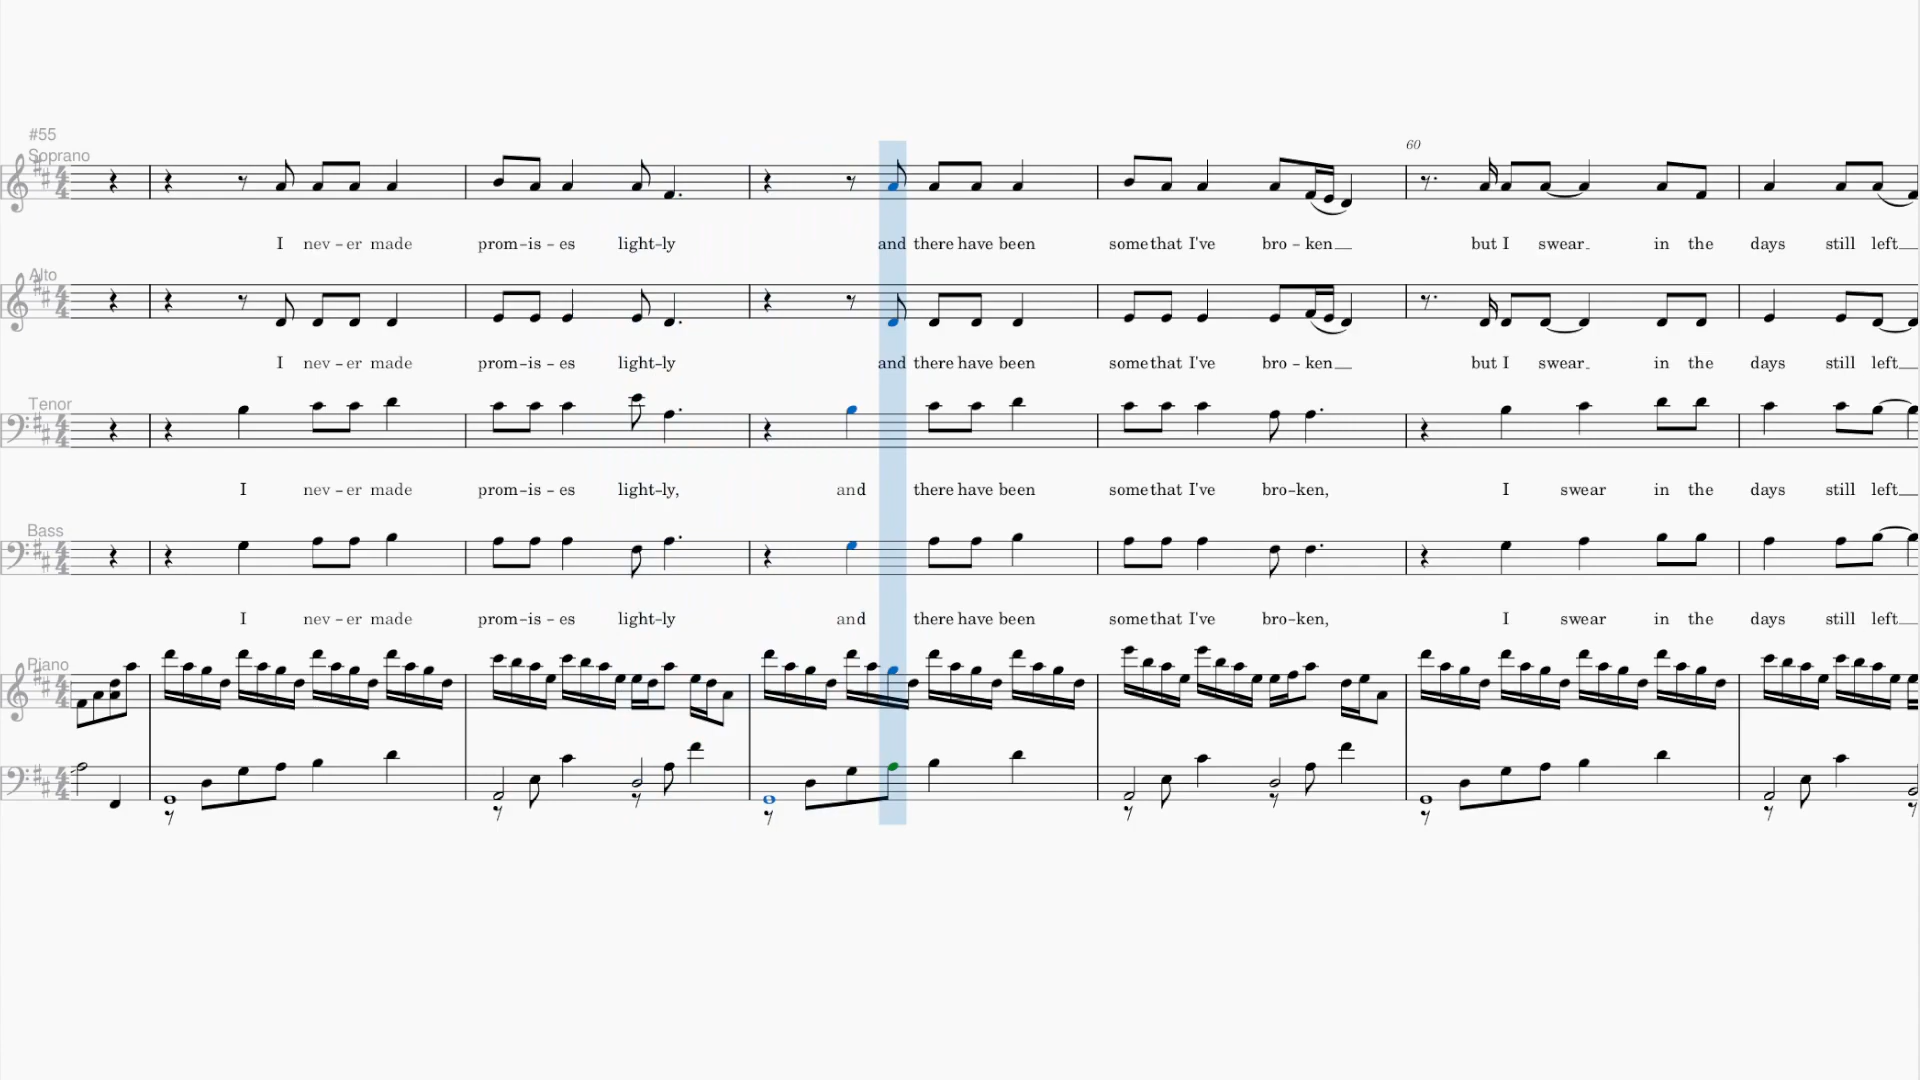 #55
Soprano
60
I nev-er made prom-is-es light-ly and there have been some that I've bro-ken but I swear in the days still left
Alto
I nev-er made prom-is-es light-ly and there have been some that I've bro-ken but I swear in the days still left
Tenor
I nev-er made prom-is-es light-ly, and there have been some that I've bro-ken, I swear in the days still left
Bass
I nev-er made prom-is-es light-ly and there have been some that I've bro-ken, I swear in the days still left
Piano